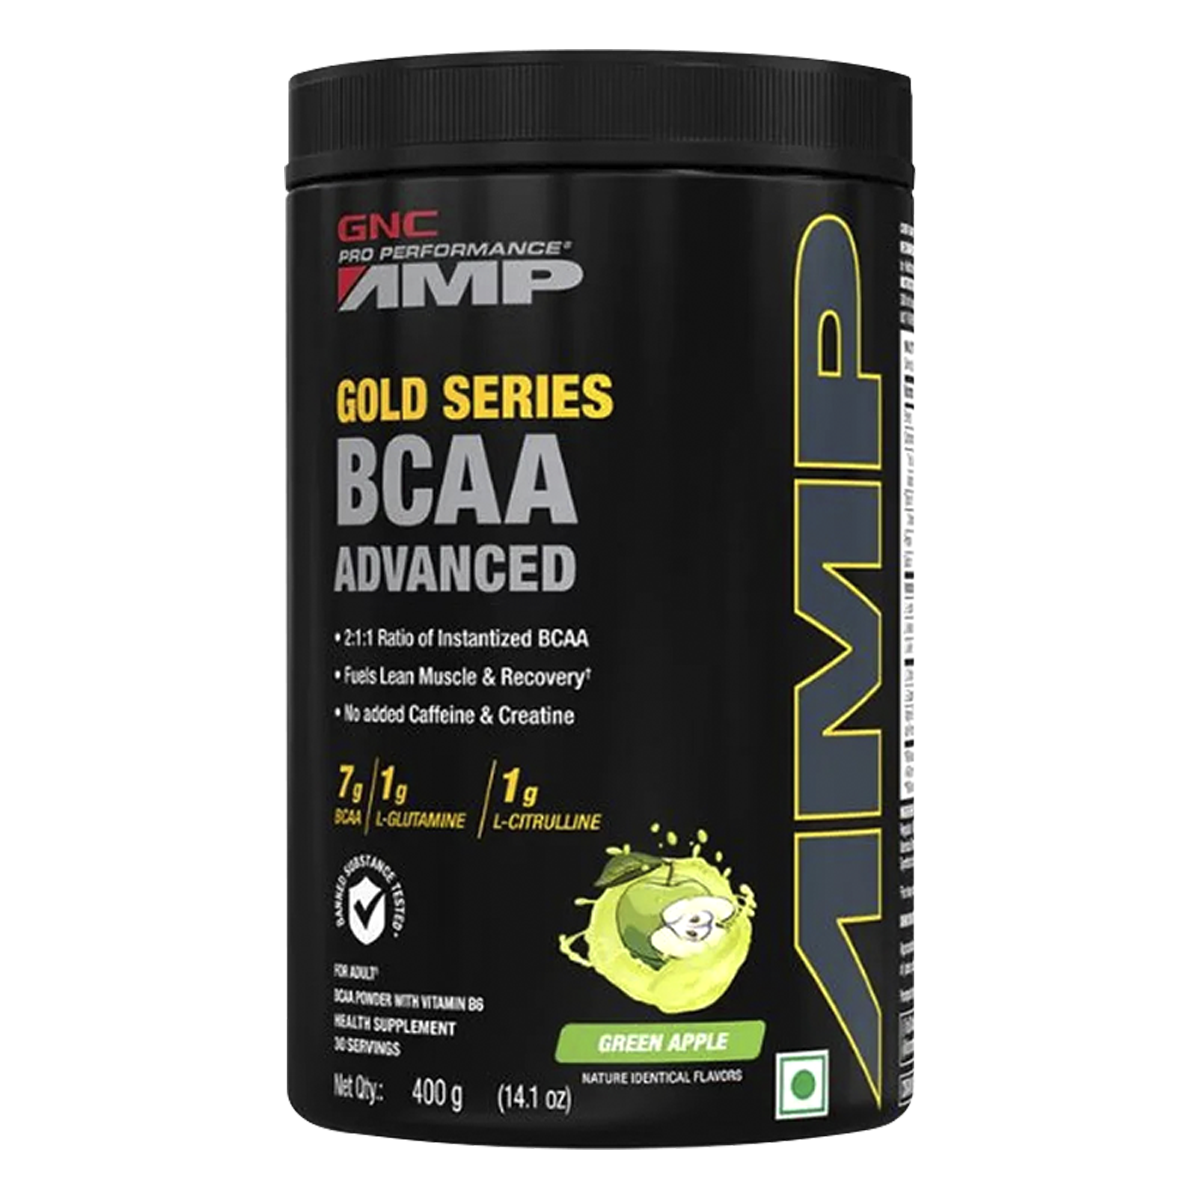 GNC
PRO PERFORMANCE®
AMP
GOLD SERIES
BCAA
ADVANCED
• 2:1:1 Ratio of Instantized BCAA
• Fuels Lean Muscle & Recovery†
• No added Caffeine & Creatine
7g BCAA
1g L-GLUTAMINE
1g L-CITRULLINE
BANNED SUBSTANCE TESTED
FOR ADULT
BCAA POWDER WITH VITAMIN B6
HEALTH SUPPLEMENT
30 SERVINGS
Net Qty.: 400 g (14.1 oz)
GREEN APPLE
NATURE IDENTICAL FLAVORS
AMP